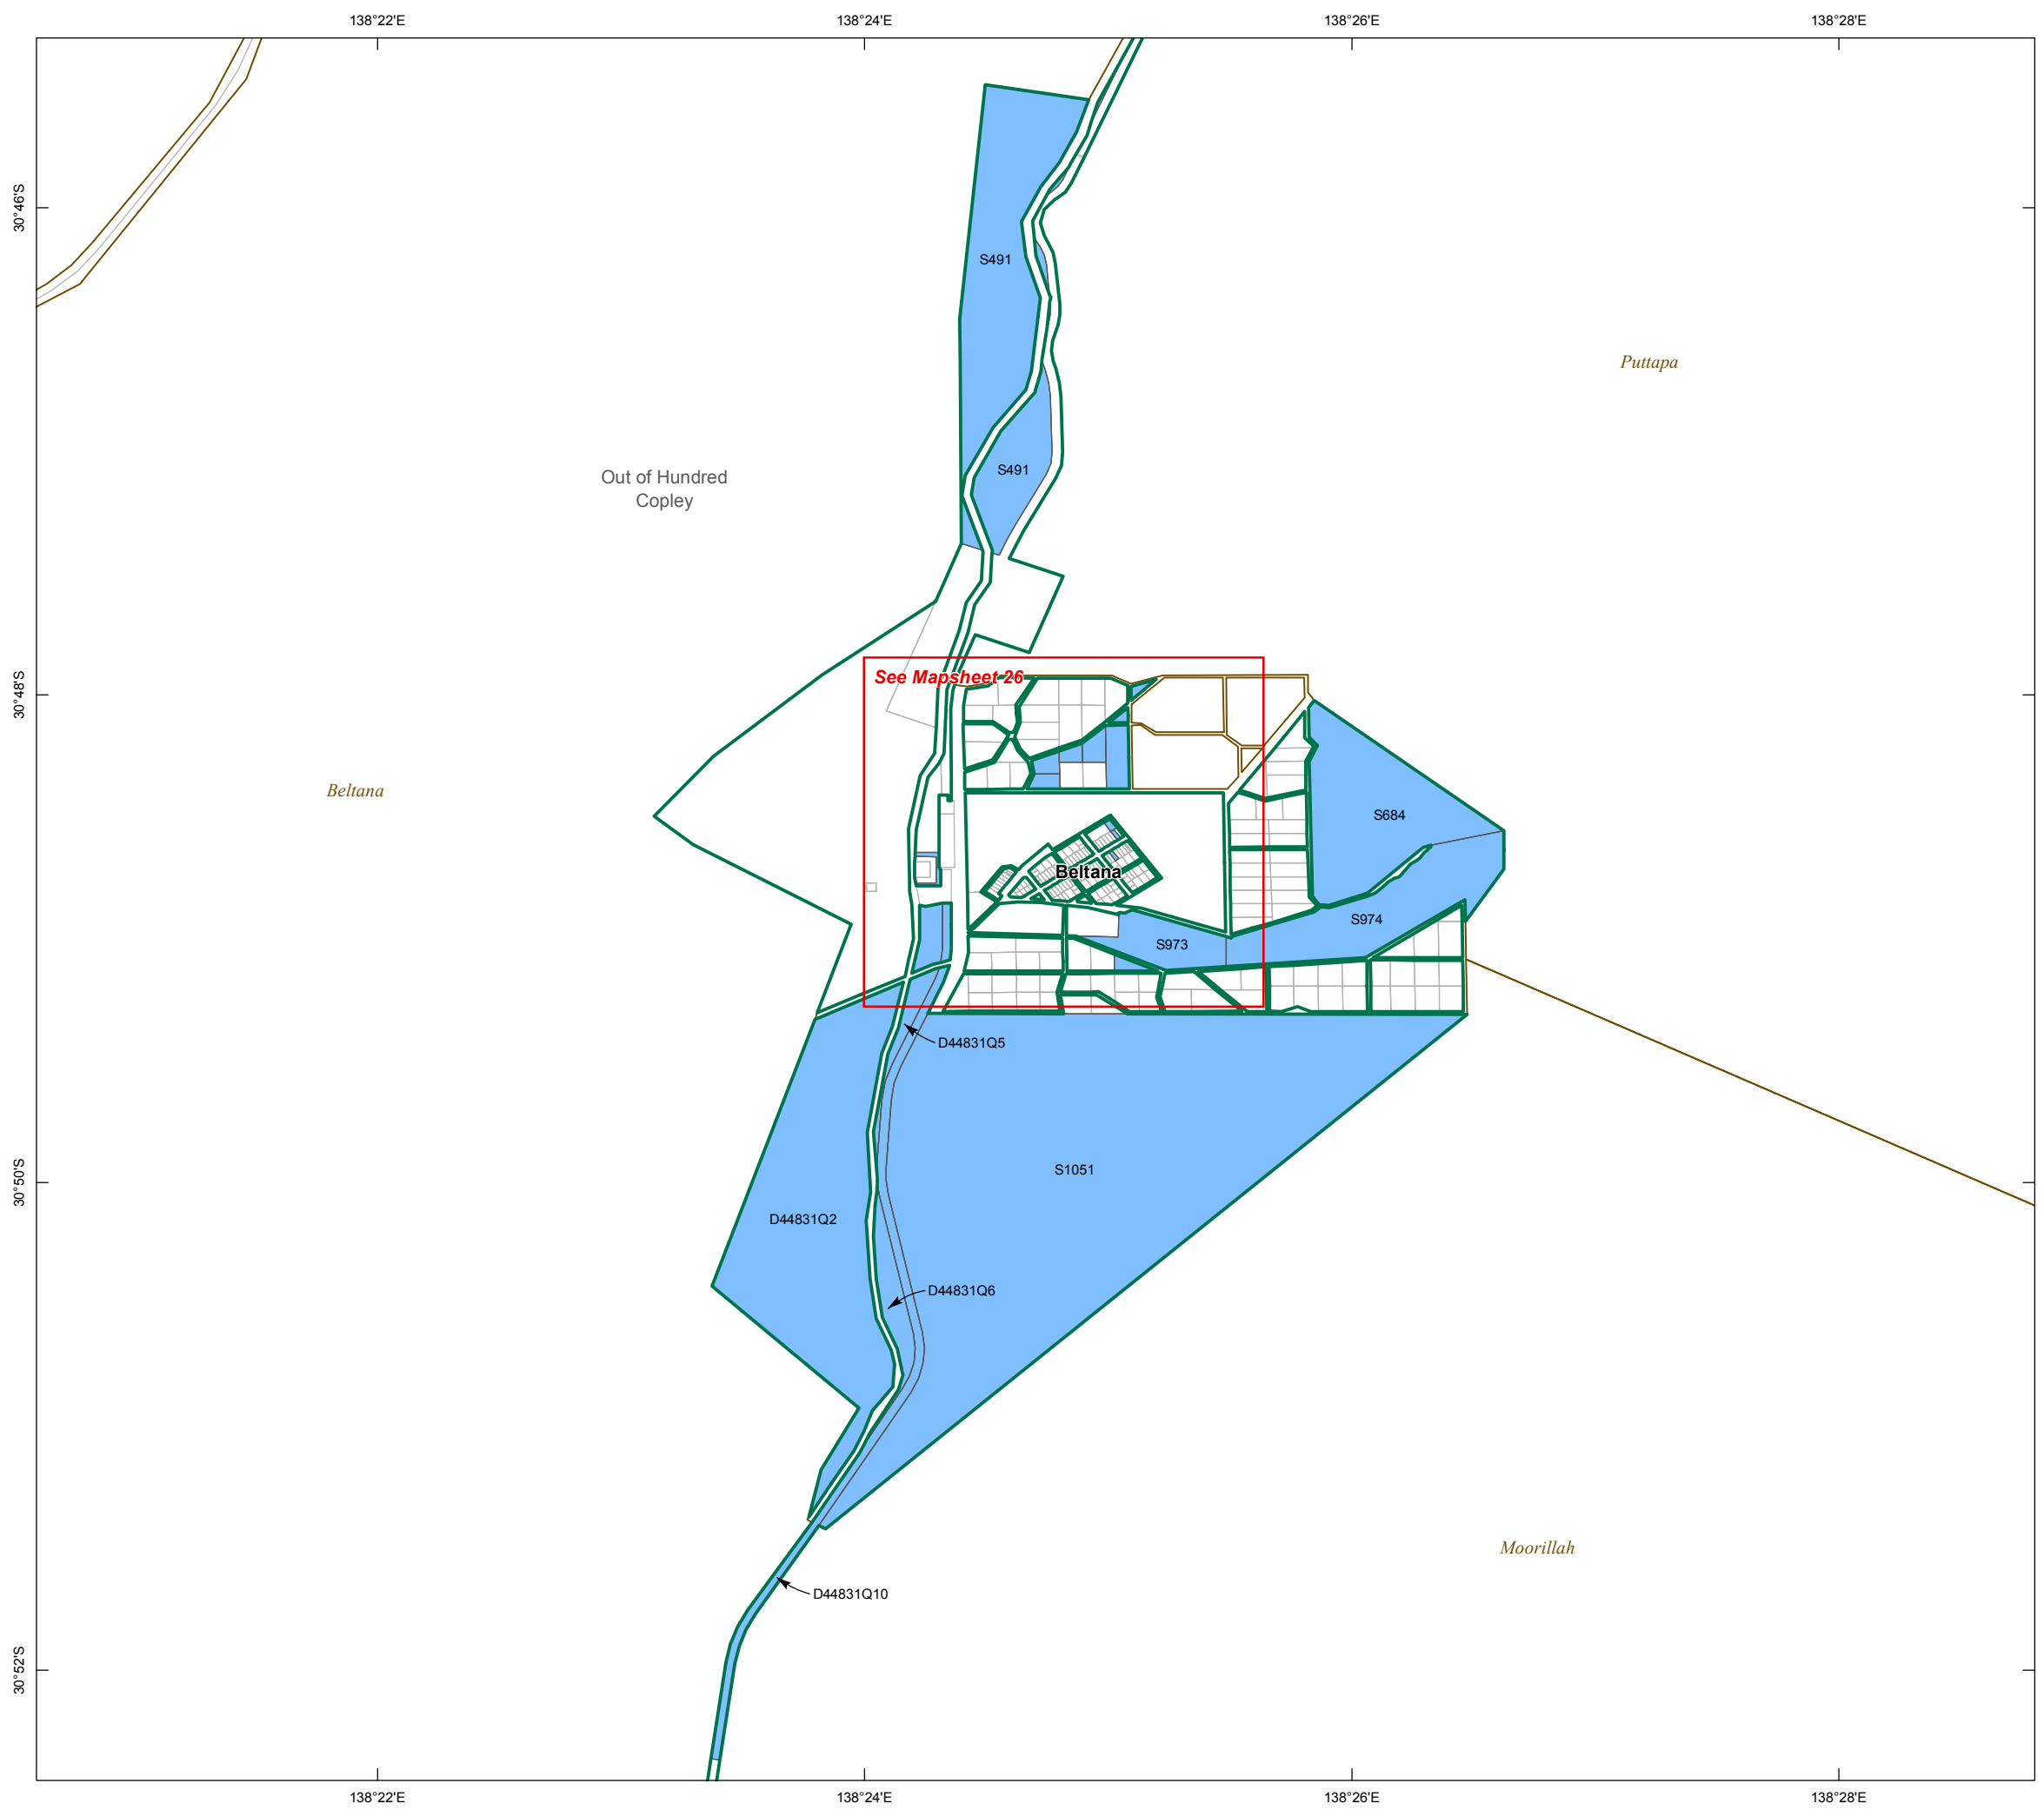 138°22'E
138°24'E
138°26'E
138°28'E
30°46'S
S491
Puttapa
S491
Out of Hundred
Copley
See Mapsheet 26
30°48'S
Beltana
S684
Beltana
S974
S973
D44831Q5
S1051
30°50'S
D44831Q2
D44831Q6
Moorillah
D44831Q10
30°52'S
138°22'E
138°24'E
138°26'E
138°28'E